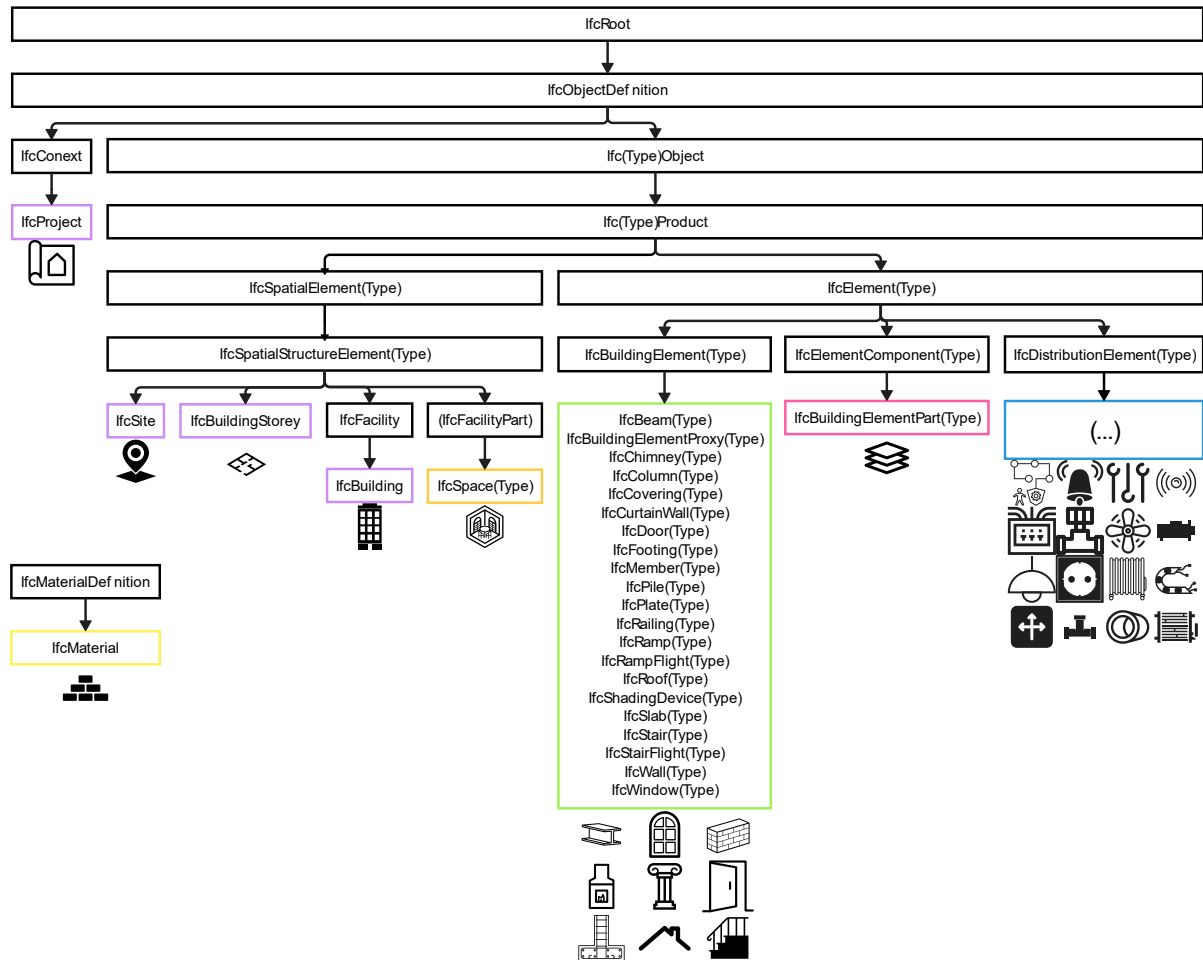 IfcRoot
IfcObjectDef nition
IfcConext
Ifc(Type)Object
IfcProject
Ifc(Type)Product
IfcSpatialElement(Type)
IfcElement(Type)
IfcSpatialStructureElement(Type)
IfcBuildingElement(Type)
IfcElementComponent(Type)
IfcDistributionElement(Type)
IfcSite
IfcBuildingStorey
IfcFacility
(IfcFacilityPart)
IfcBuilding
IfcSpace(Type)
IfcBeam(Type)
IfcBuildingElementProxy(Type)
IfcChimney(Type)
IfcColumn(Type)
IfcCovering(Type)
IfcCurtainWall(Type)
IfcDoor(Type)
IfcFooting(Type)
IfcMember(Type)
IfcPile(Type)
IfcPlate(Type)
IfcRailing(Type)
IfcRamp(Type)
IfcRampFlight(Type)
IfcRoof(Type)
IfcShadingDevice(Type)
IfcSlab(Type)
IfcStair(Type)
IfcStairFlight(Type)
IfcWall(Type)
IfcWindow(Type)
IfcBuildingElementPart(Type)
(...)
IfcMaterialDef nition
IfcMaterial